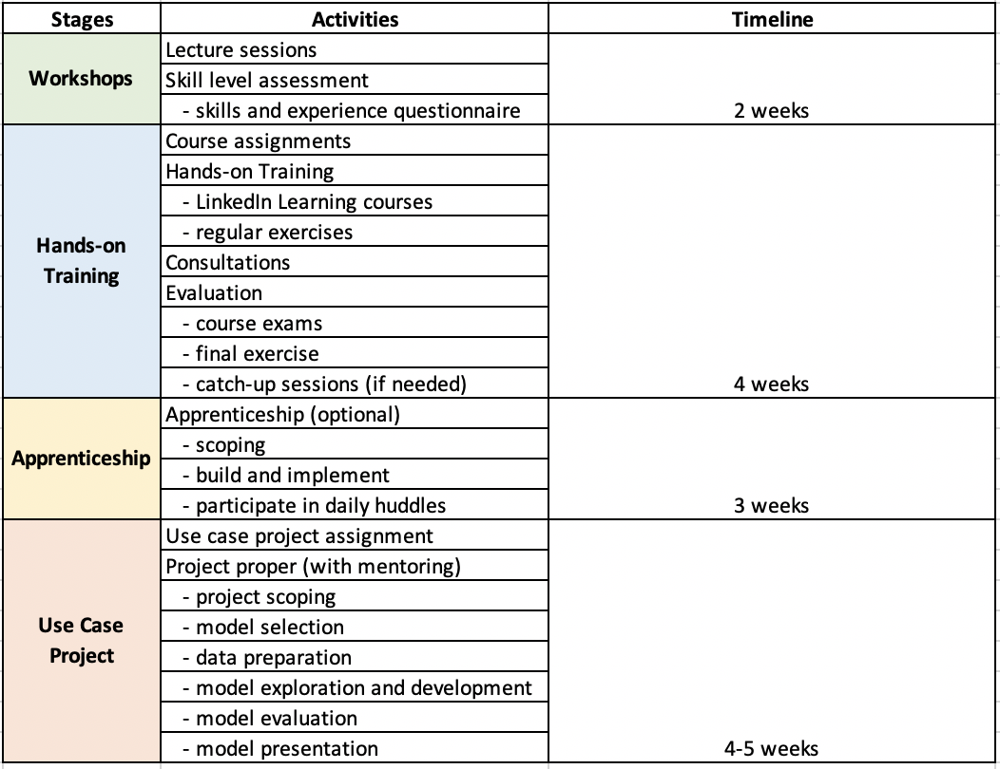 Stages Activities Timeline
Lecture sessions
Workshops Skill level assessment
- skills and experience questionnaire 2 weeks
Course assignments
Hands-on Training
- LinkedIn Learning courses
- regular exercises
Hands-on
Training
Consultations
Evaluation
- course exams
- final exercise
- catch-up sessions (if needed) 4 weeks
Apprenticeship (optional)
- scoping
Apprenticeship
- build and implement
- participate in daily huddles 3 weeks
Use case project assignment
Project proper (with mentoring)
- project scoping
Use Case
Project
- model selection
- data preparation
- model exploration and development
- model evaluation
- model presentation 4-5 weeks